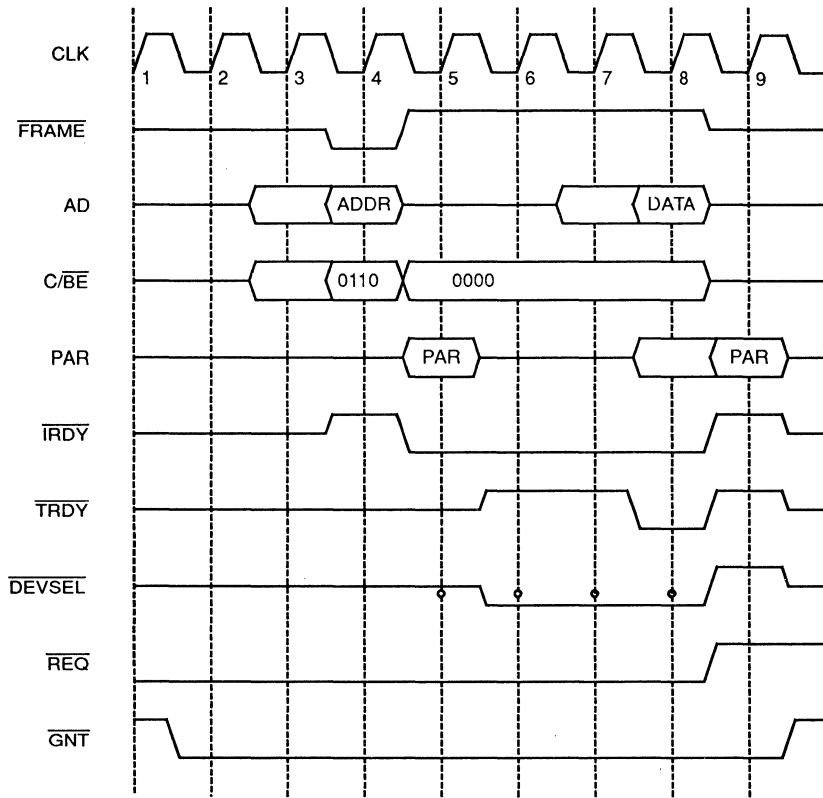 CLK
1 2 3 4 5 6 7 8 9
FRAME
AD
ADDR DATA
C/BE
0110 0000
PAR
PAR PAR
IRDY
TRDY
DEVSEL
REQ
GNT